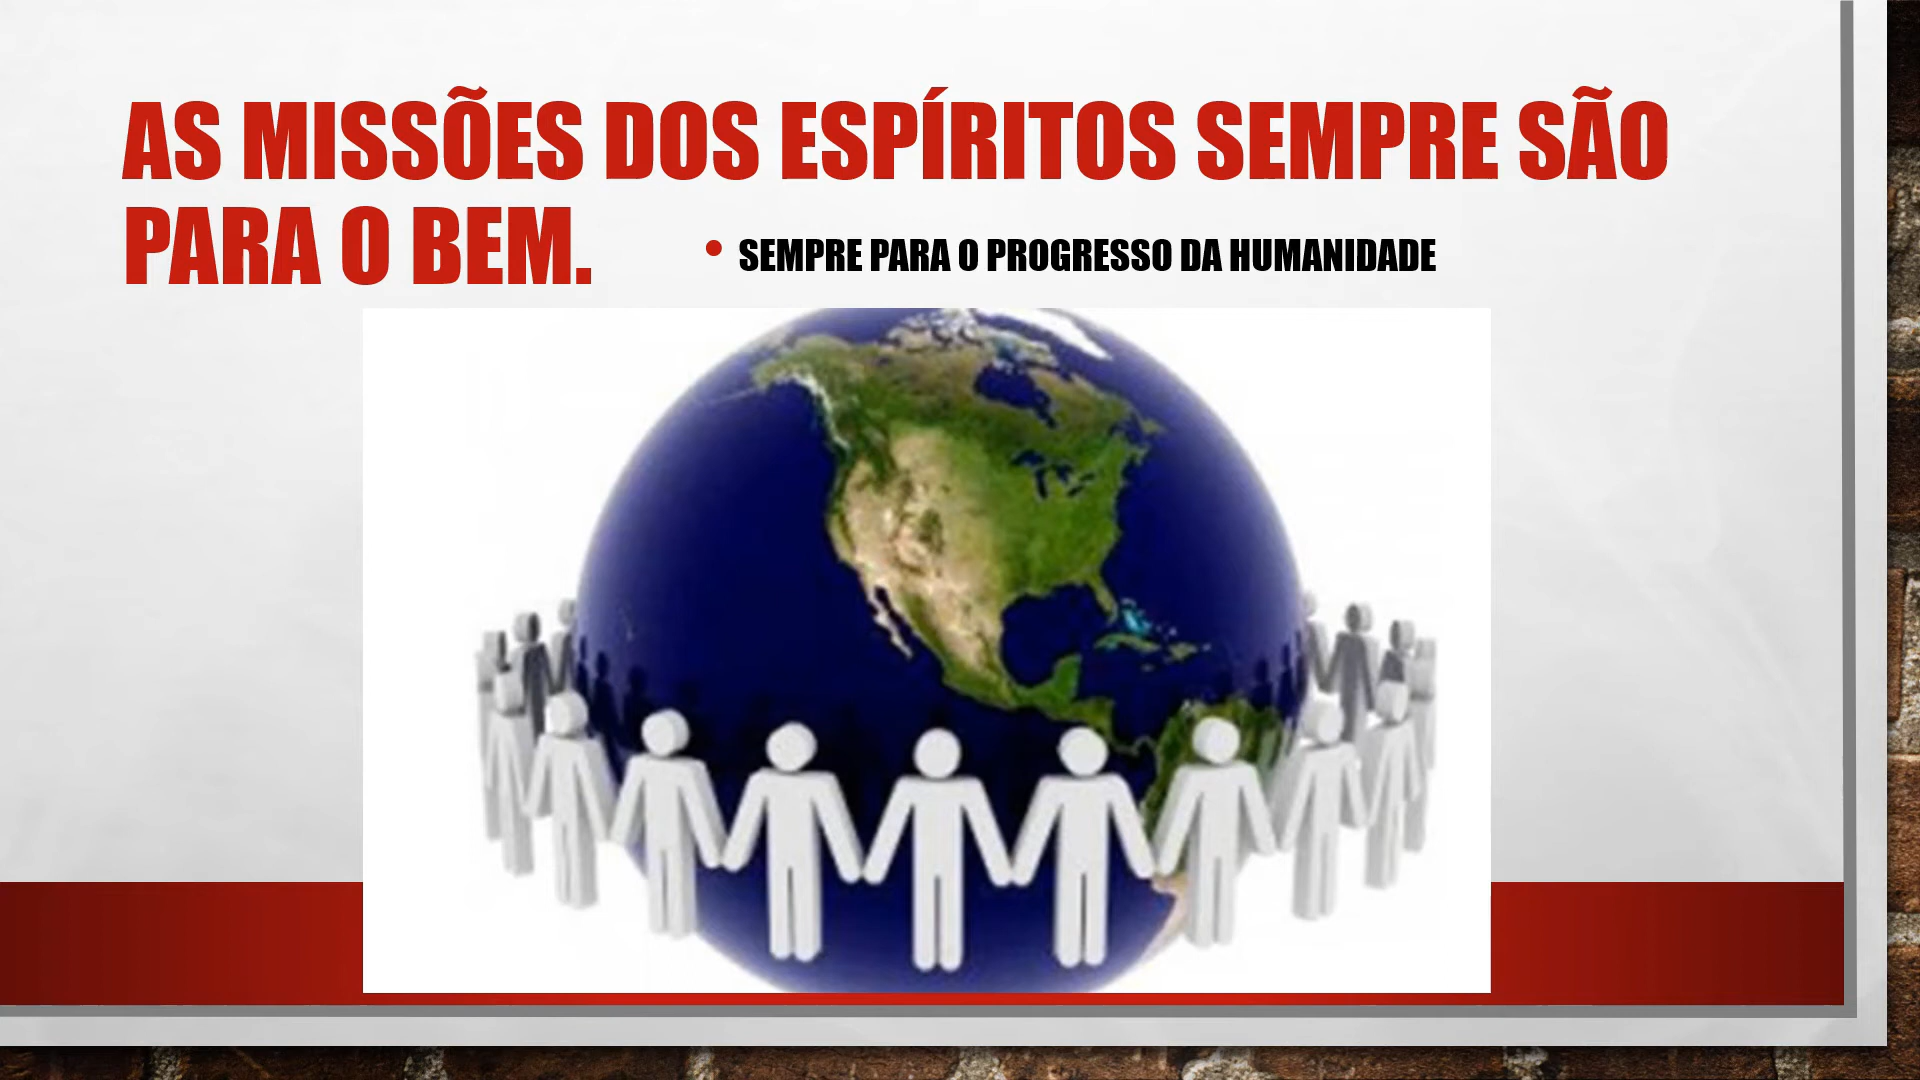 AS MISSÕES DOS ESPÍRITOS SEMPRE SÃO
PARA O BEM.
• SEMPRE PARA O PROGRESSO DA HUMANIDADE